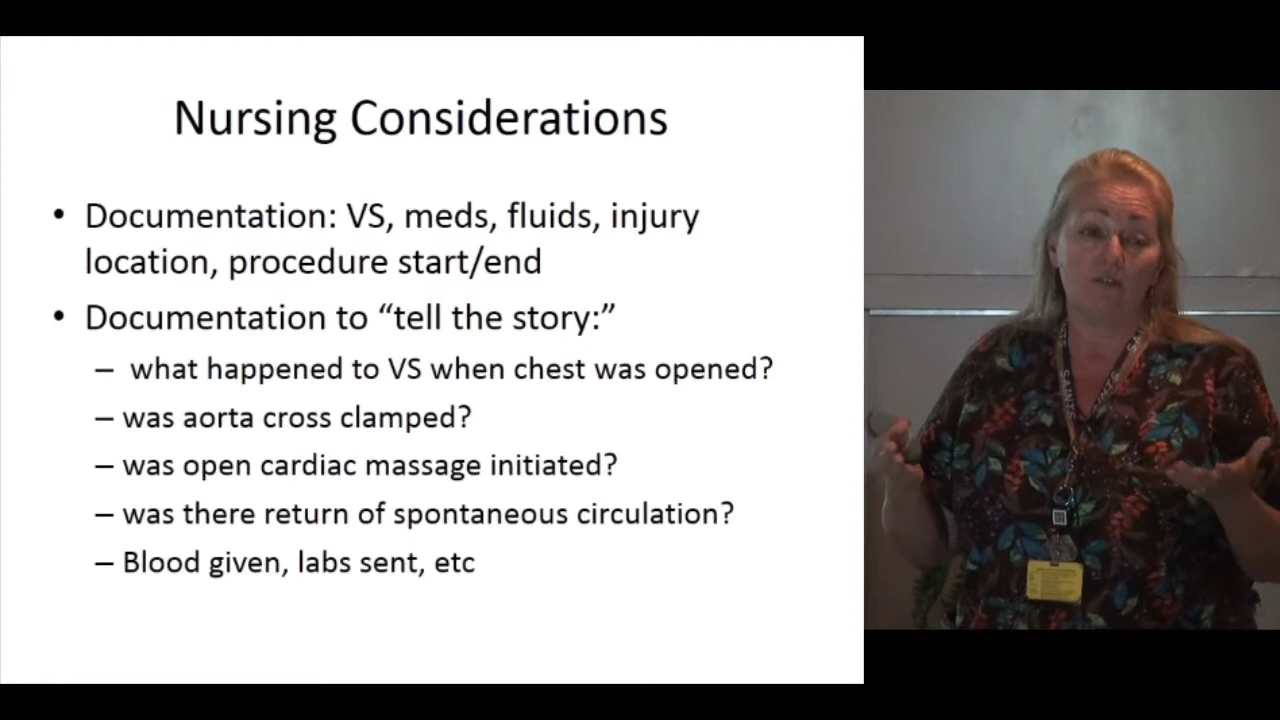 Nursing Considerations
• Documentation: VS, meds, fluids, injury
location, procedure start/end
• Documentation to “tell the story:”
– what happened to VS when chest was opened?
– was aorta cross clamped?
– was open cardiac massage initiated?
– was there return of spontaneous circulation?
– Blood given, labs sent, etc
SAINTS
SAINTS